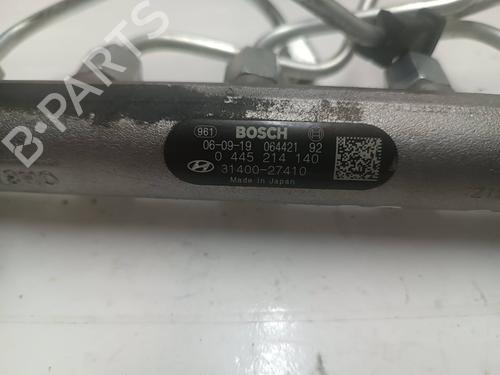 B-PARTS
961 BOSCH
06-09-19 064421 92
0 445 214 140
31400-27410
Made in Japan